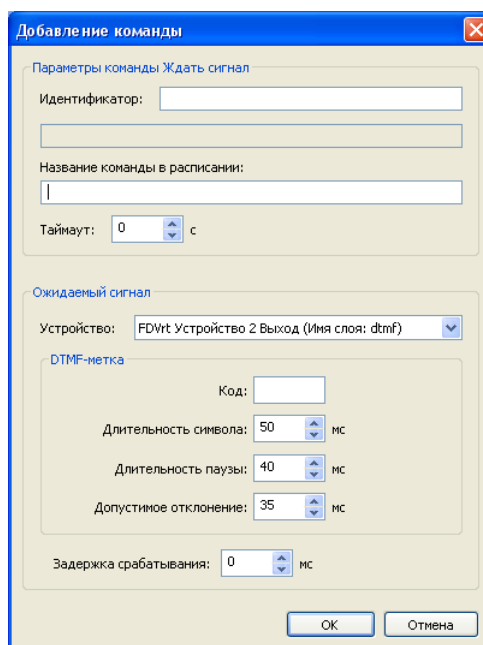 Добавление команды
Параметры команды Ждать сигнал
Идентификатор:
Название команды в расписании:
Таймаут: 0 с
Ожидаемый сигнал
Устройство: FDVrt Устройство 2 Выход (Имя слоя: dtmf)
DTMF-метка
Код:
Длительность символа: 50 мс
Длительность паузы: 40 мс
Допустимое отклонение: 35 мс
Задержка срабатывания: 0 мс
OK Отмена